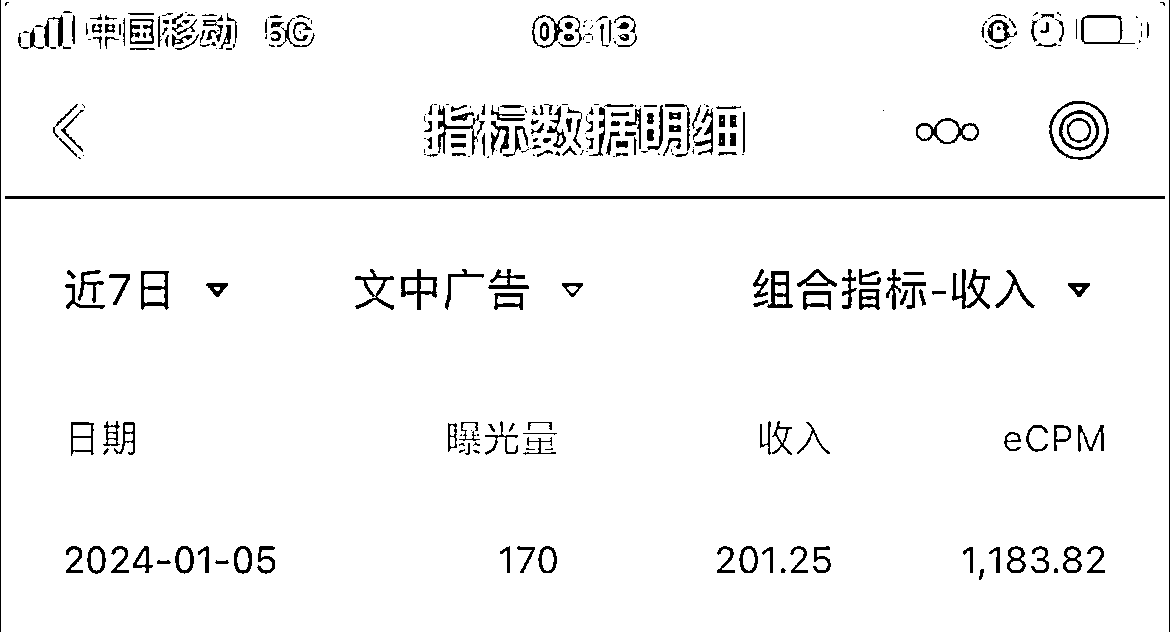 中国移动 5G 08:13
指标数据明细
近7日 文中广告 组合指标-收入
日期 曝光量 收入 eCPM
2024-01-05 170 201.25 1,183.82